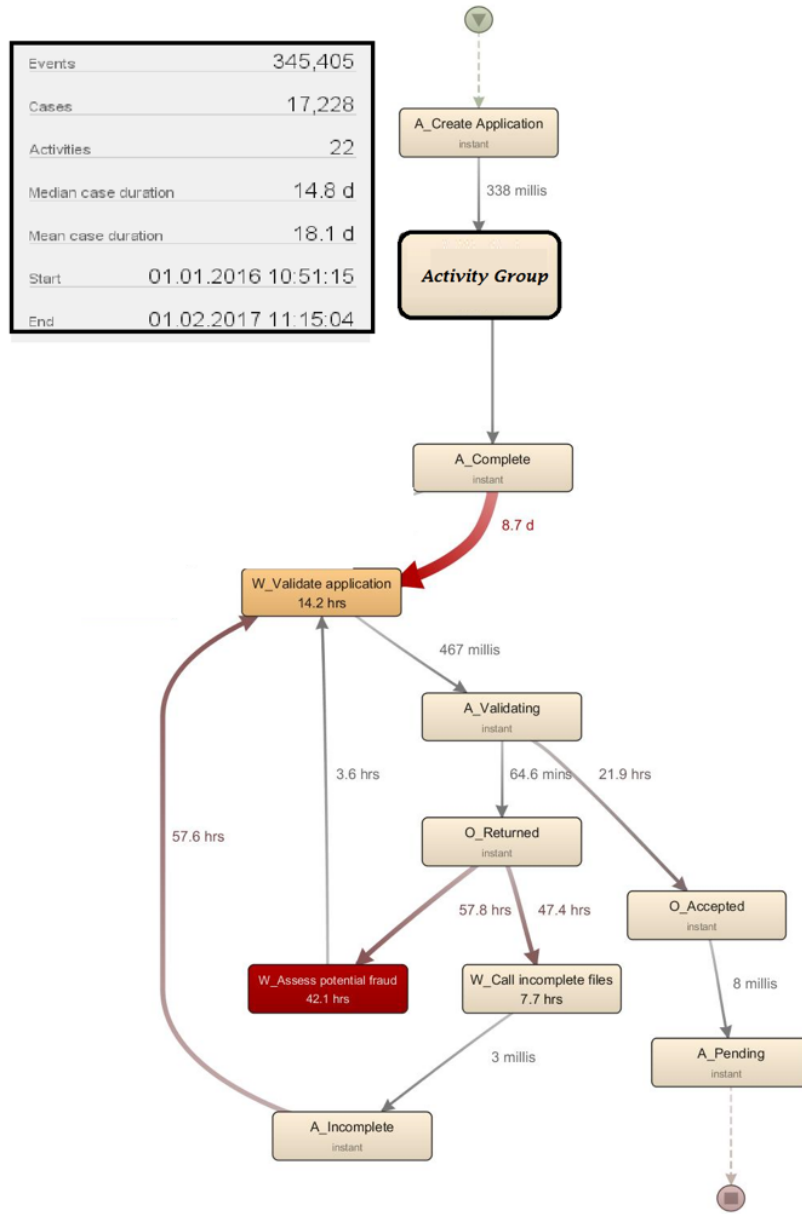 Events 345,405
Cases 17,228
Activities 22
Median case duration 14.8 d
Mean case duration 18.1 d
Start 01.01.2016 10:51:15
End 01.02.2017 11:15:04
A_Create Application
instant
338 millis
Activity Group
A_Complete
instant
8.7 d
W_Validate application
14.2 hrs
467 millis
A_Validating
instant
3.6 hrs
64.6 mins
21.9 hrs
57.6 hrs
O_Returned
instant
57.8 hrs
47.4 hrs
O_Accepted
instant
W_Assess potential fraud
42.1 hrs
W_Call incomplete files
7.7 hrs
8 millis
3 millis
A_Pending
instant
A_Incomplete
instant